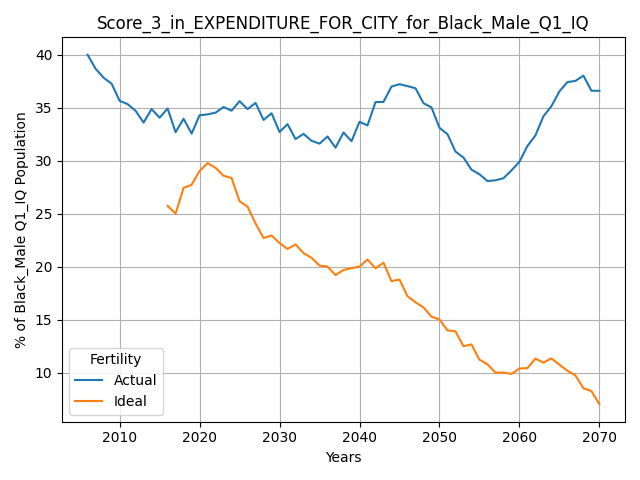 Score_3_in_EXPENDITURE_FOR_CITY_for_Black_Male_Q1_IQ
% of Black_Male Q1_IQ Population
40
35
30
25
20
15
10
Fertility
Actual
Ideal
2010 2020 2030 2040 2050 2060 2070
Years